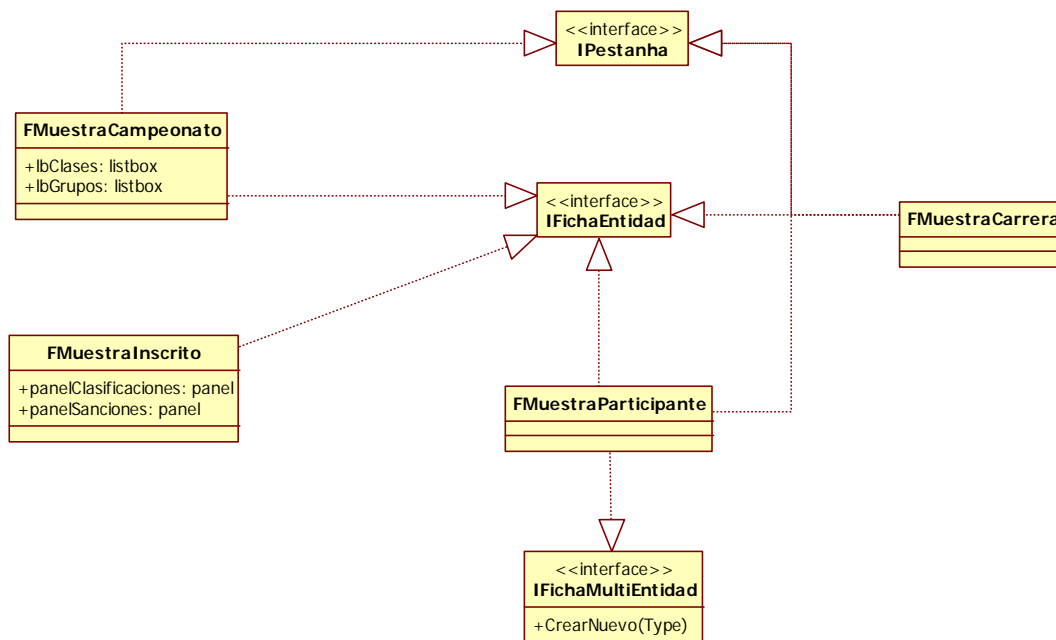 <<interface>>
IPestanha
FMuestraCampeonato
+lbClases: listbox
+lbGrupos: listbox
<<interface>>
IFichaEntidad
FMuestraCarrera
FMuestraInscrito
+panelClasificaciones: panel
+panelSanciones: panel
FMuestraParticipante
<<interface>>
IFichaMultiEntidad
+CrearNuevo(Type)